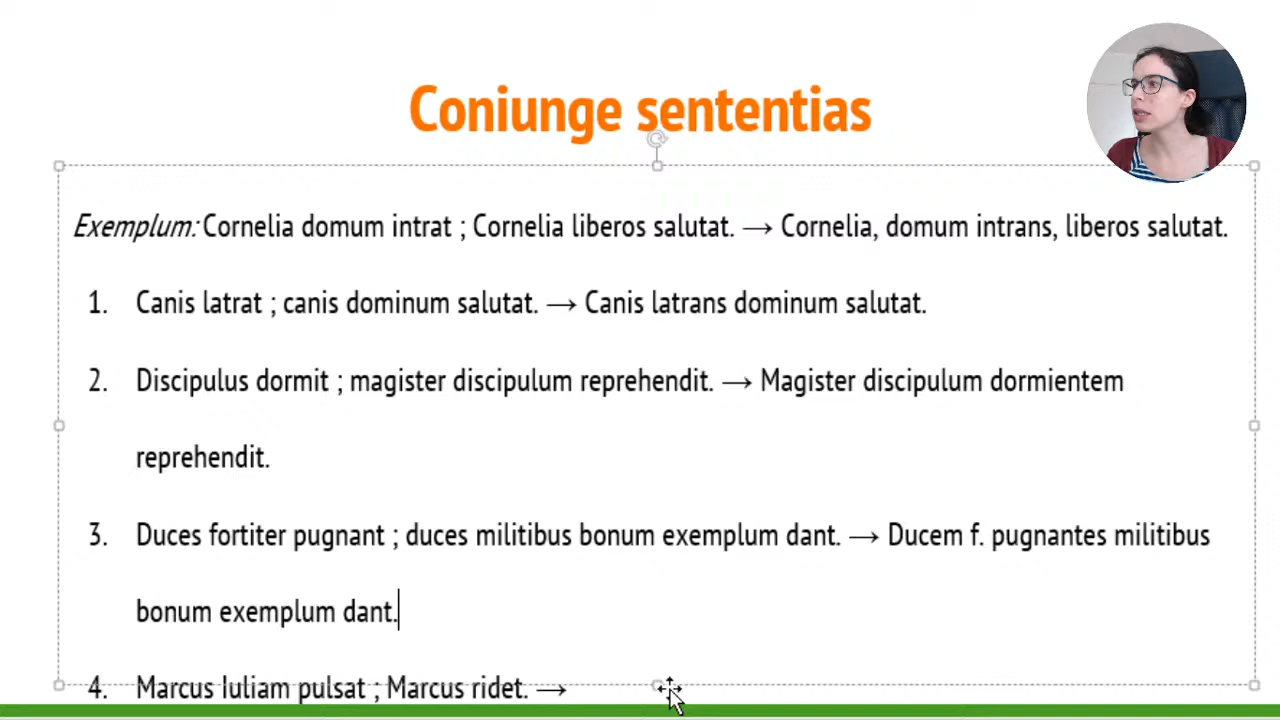 Coniunge sententias
Exemplum: Cornelia domum intrat ; Cornelia liberos salutat. → Cornelia, domum intrans, liberos salutat.
1. Canis latrat ; canis dominum salutat. → Canis latrans dominum salutat.
2. Discipulus dormit ; magister discipulum reprehendit. → Magister discipulum dormientem
reprehendit.
3. Duces fortiter pugnant ; duces militibus bonum exemplum dant. → Ducem f. pugnantes militibus
bonum exemplum dant.
4. Marcus Iuliam pulsat ; Marcus ridet. →